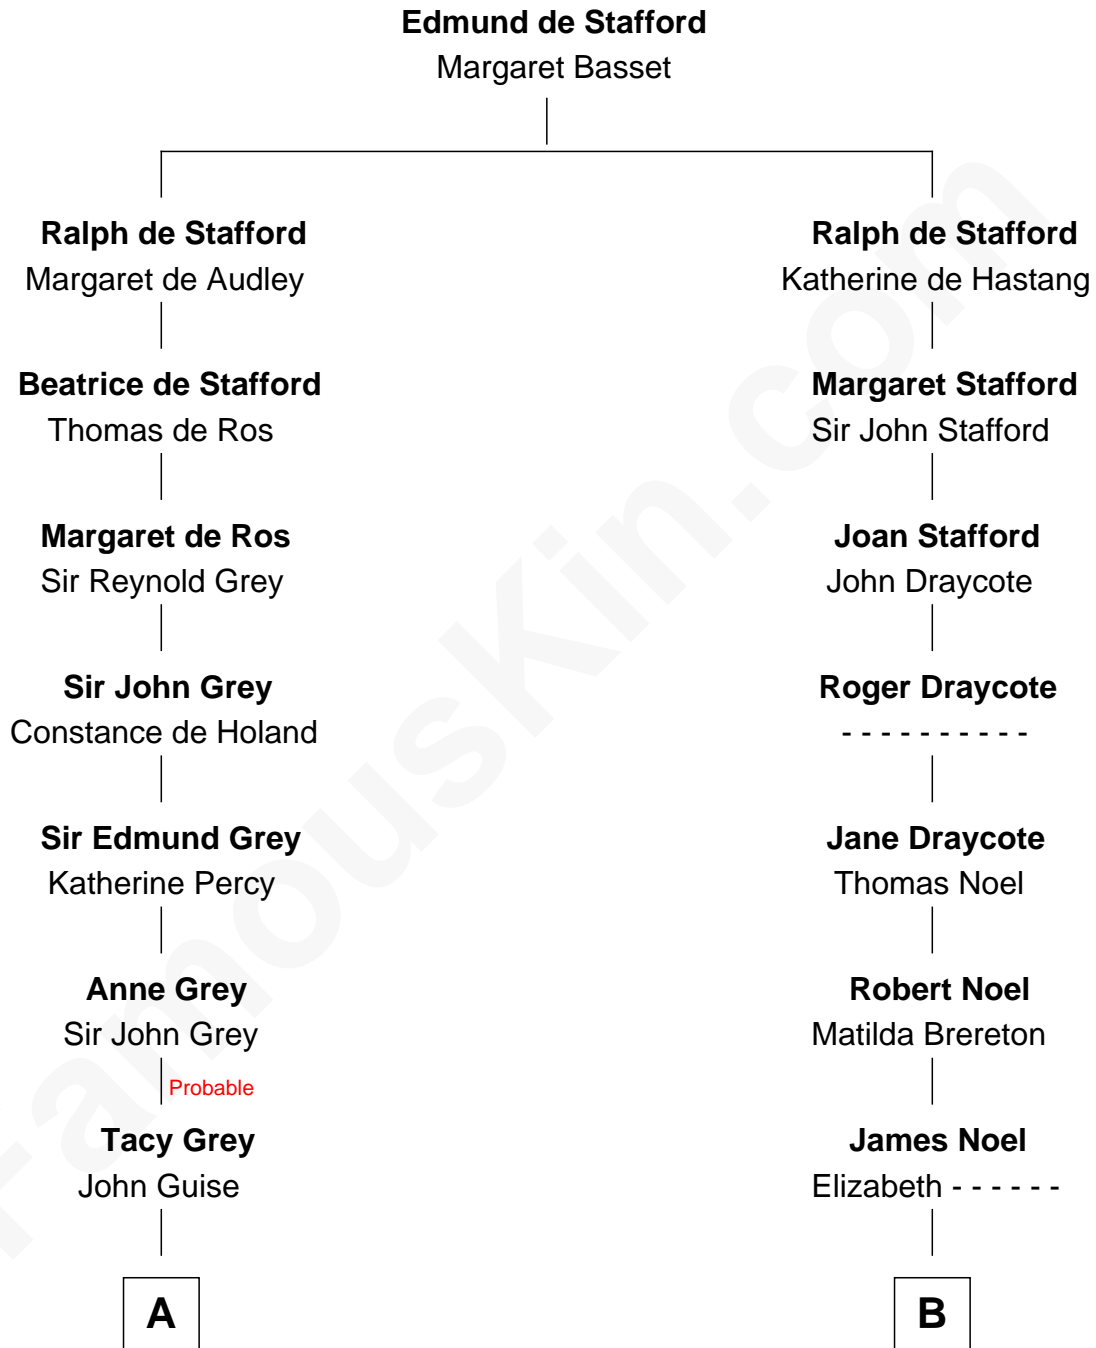 Edmund de Stafford
Margaret Basset
Ralph de Stafford
Margaret de Audley
Ralph de Stafford
Katherine de Hastang
Beatrice de Stafford
Thomas de Ros
Margaret Stafford
Sir John Stafford
Margaret de Ros
Sir Reynold Grey
Joan Stafford
John Draycote
Sir John Grey
Constance de Holand
Roger Draycote
- - - - - - - - - -
Sir Edmund Grey
Katherine Percy
Jane Draycote
Thomas Noel
Anne Grey
Sir John Grey
Robert Noel
Matilda Brereton
Probable
Tacy Grey
John Guise
James Noel
Elizabeth - - - - - -
A
B
FamousKin.com